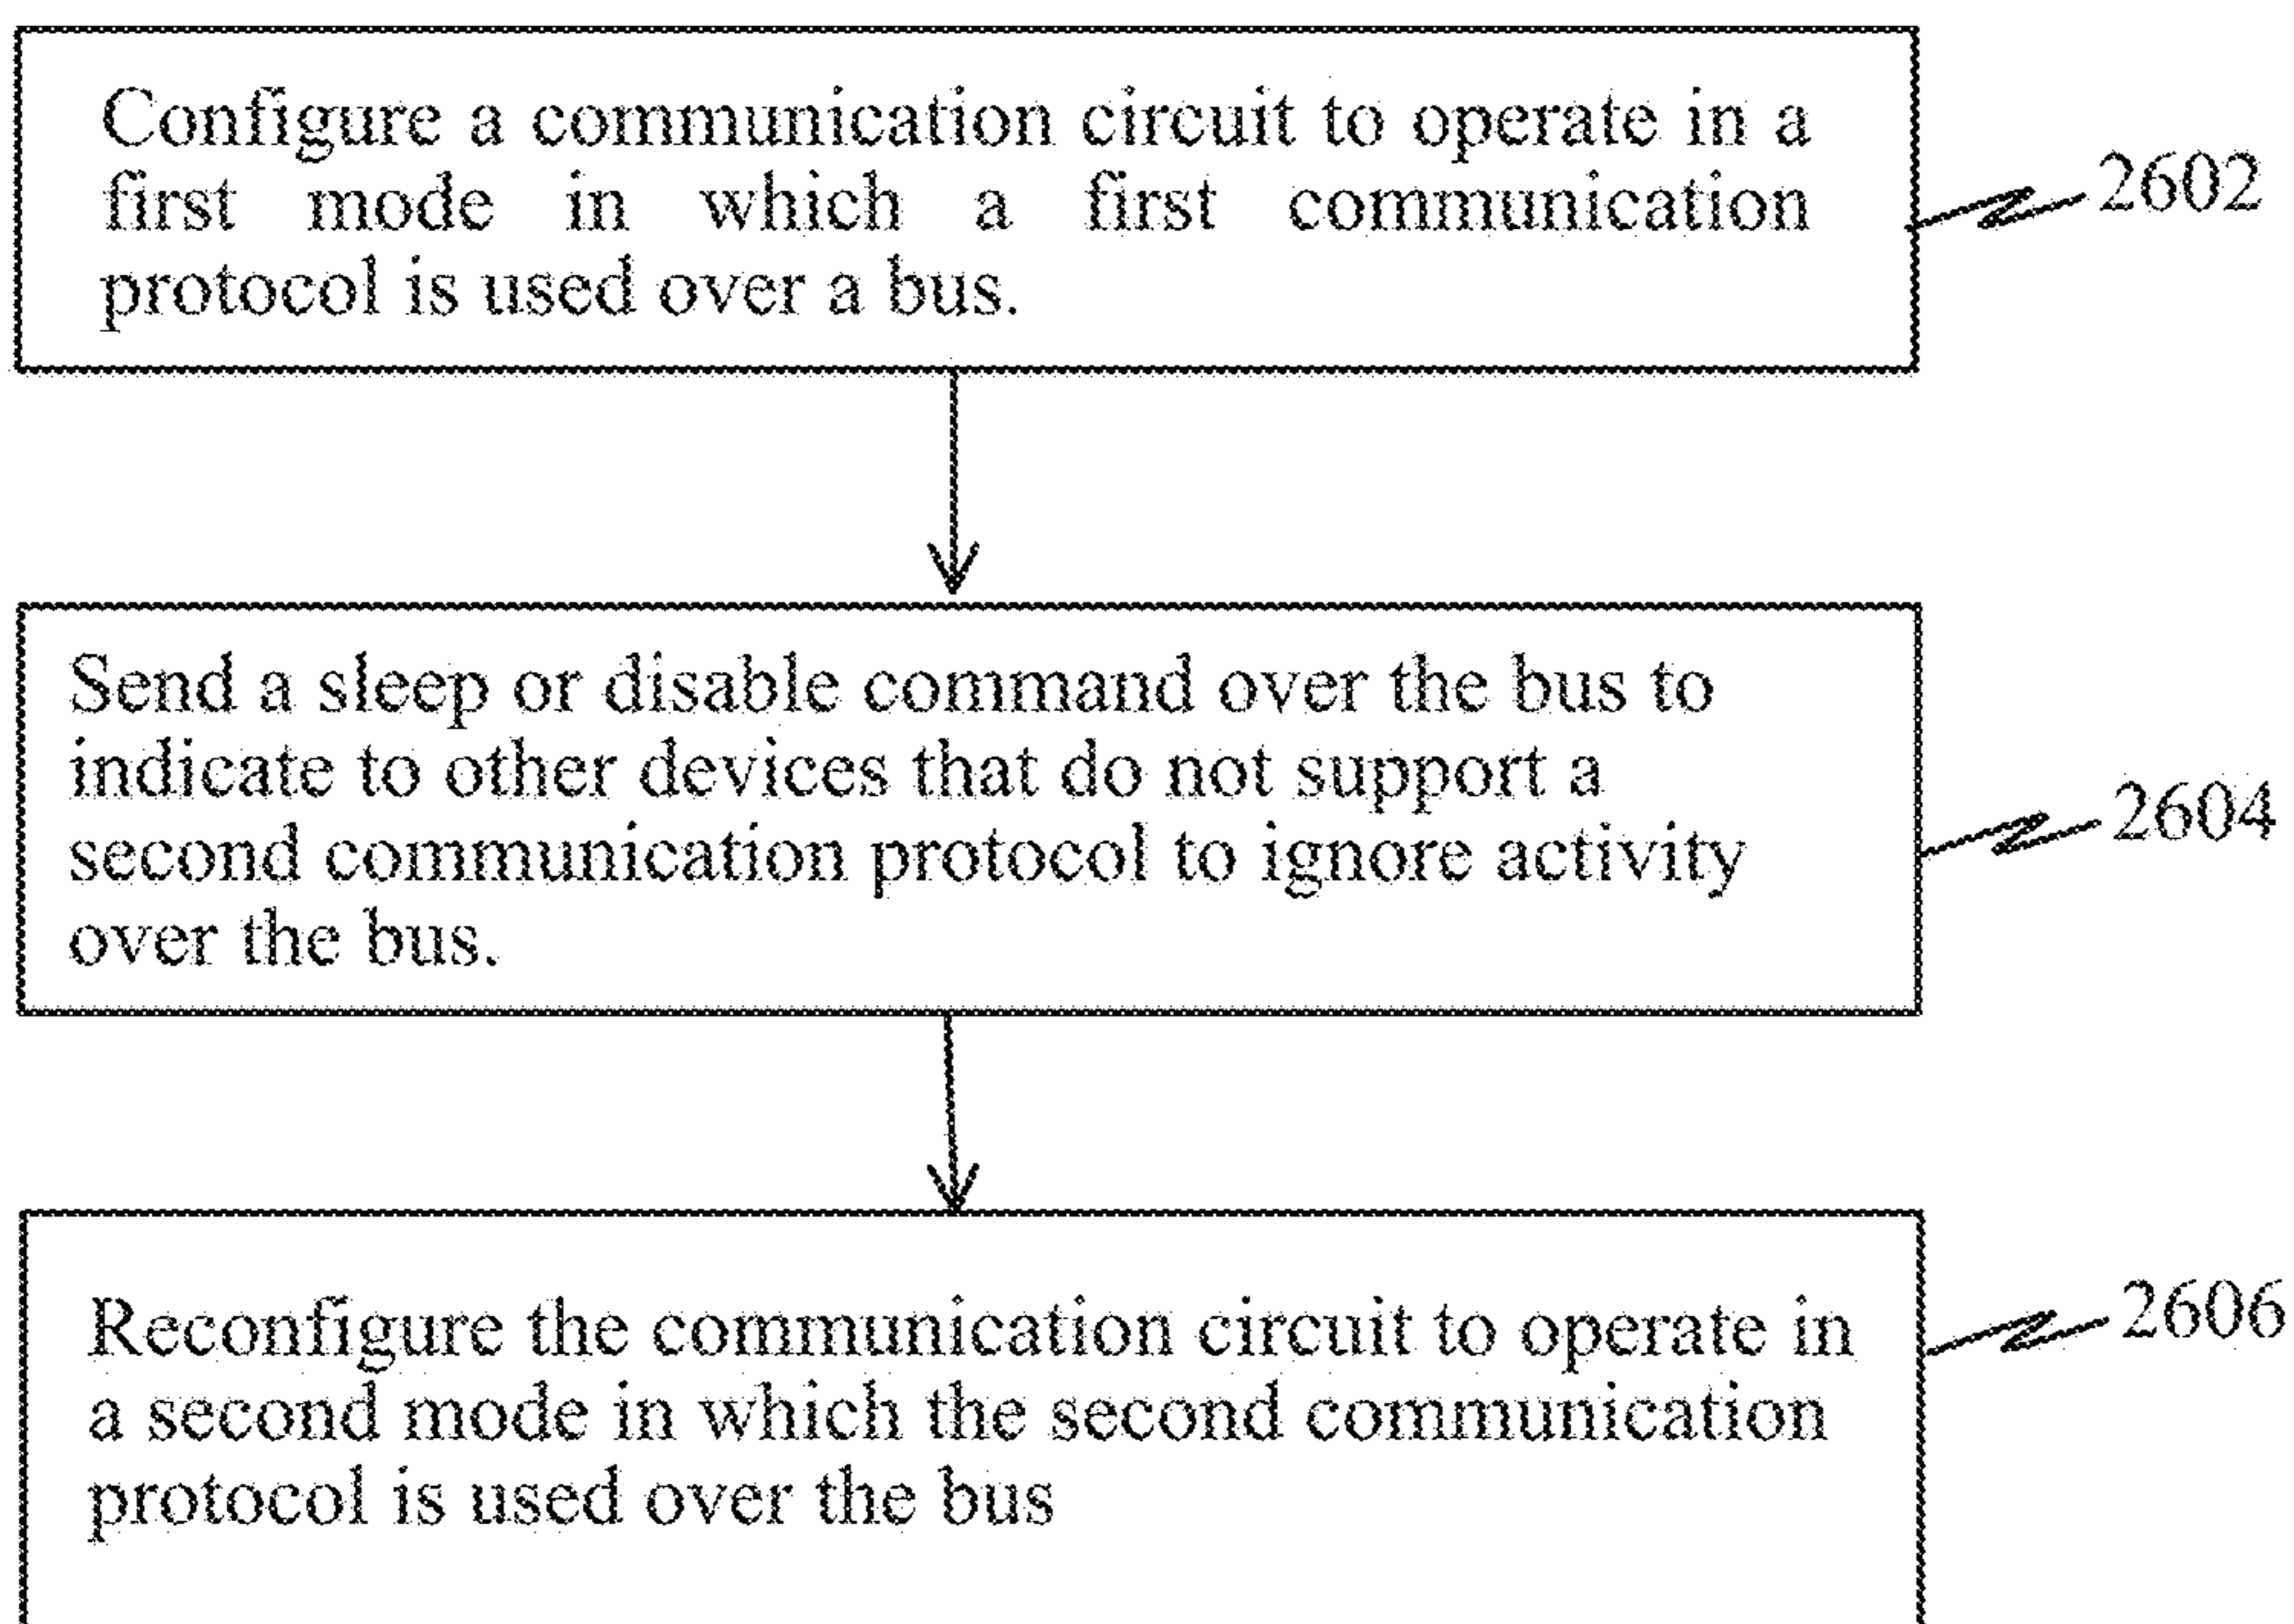 Configure a communication circuit to operate in a
first mode in which a first communication
protocol is used over a bus.
2602
Send a sleep or disable command over the bus to
indicate to other devices that do not support a
second communication protocol to ignore activity
over the bus.
2604
Reconfigure the communication circuit to operate in
a second mode in which the second communication
protocol is used over the bus
2606